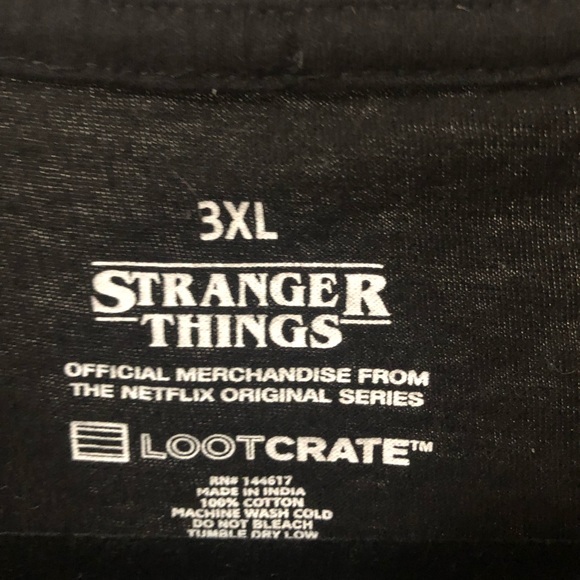 3XL
STRANGER
THINGS
OFFICIAL MERCHANDISE FROM
THE NETFLIX ORIGINAL SERIES
LOOTCRATE™
RN# 144617
MADE IN INDIA
100% COTTON
MACHINE WASH COLD
DO NOT BLEACH
TUMBLE DRY LOW